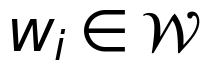 wᵢ ∈ 𝒲